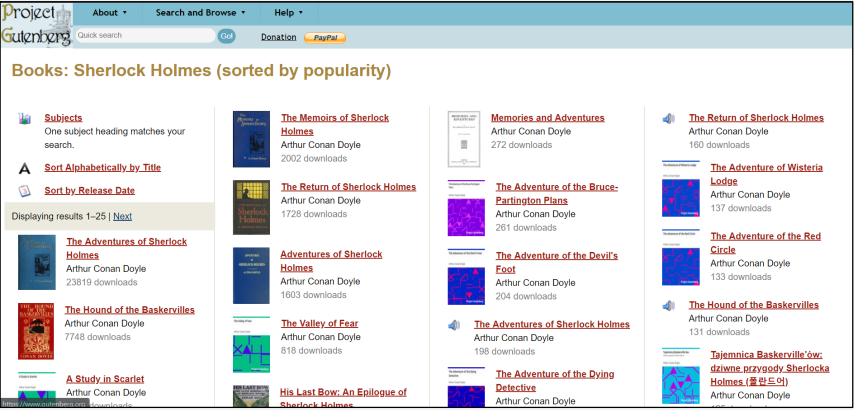 Project
Gutenberg
About ▾
Search and Browse ▾
Help ▾
Quick search
Go!
Donation
PayPal
Books: Sherlock Holmes (sorted by popularity)
Subjects
One subject heading matches your
search.
Sort Alphabetically by Title
Sort by Release Date
Displaying results 1–25 | Next
The Adventures of Sherlock
Holmes
Arthur Conan Doyle
23819 downloads
The Hound of the Baskervilles
Arthur Conan Doyle
7748 downloads
A Study in Scarlet
Arthur Conan Doyle
downloads
https://www.gutenberg.org
The Memoirs of Sherlock
Holmes
Arthur Conan Doyle
2002 downloads
The Return of Sherlock Holmes
Arthur Conan Doyle
1728 downloads
Adventures of Sherlock
Holmes
Arthur Conan Doyle
1603 downloads
The Valley of Fear
Arthur Conan Doyle
818 downloads
His Last Bow: An Epilogue of
Sherlock Holmes
Memories and Adventures
Arthur Conan Doyle
272 downloads
The Adventure of the Bruce-
Partington Plans
Arthur Conan Doyle
261 downloads
The Adventure of the Devil's
Foot
Arthur Conan Doyle
204 downloads
The Adventures of Sherlock Holmes
Arthur Conan Doyle
198 downloads
The Adventure of the Dying
Detective
Arthur Conan Doyle
The Return of Sherlock Holmes
Arthur Conan Doyle
160 downloads
The Adventure of Wisteria
Lodge
Arthur Conan Doyle
137 downloads
The Adventure of the Red
Circle
Arthur Conan Doyle
133 downloads
The Hound of the Baskervilles
Arthur Conan Doyle
131 downloads
Tajemnica Baskerville'ów:
dziwne przygody Sherlocka
Holmes (폴란드어)
Arthur Conan Doyle